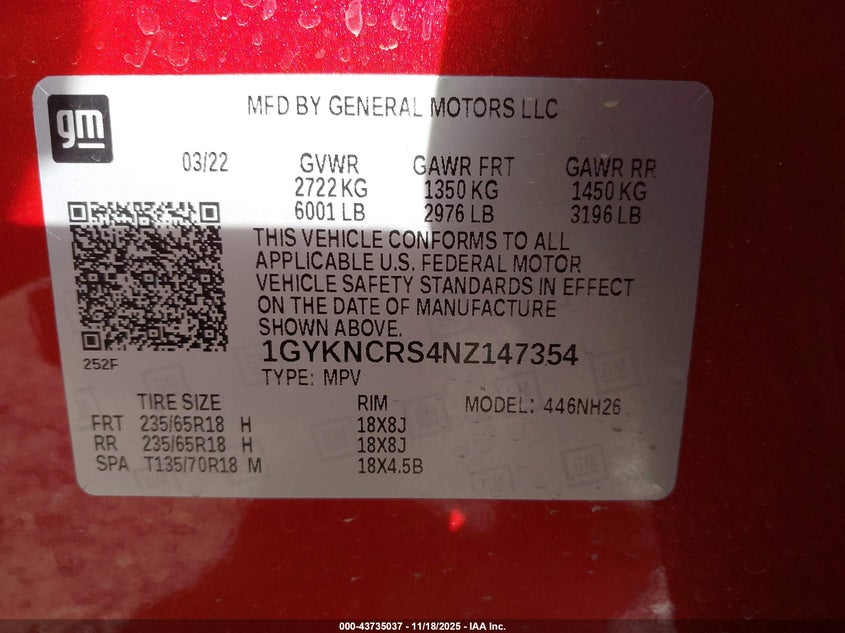 gm
MFD BY GENERAL MOTORS LLC
03/22 GVWR GAWR FRT GAWR RR
2722 KG 1350 KG 1450 KG
6001 LB 2976 LB 3196 LB
THIS VEHICLE CONFORMS TO ALL
APPLICABLE U.S. FEDERAL MOTOR
VEHICLE SAFETY STANDARDS IN EFFECT
ON THE DATE OF MANUFACTURE
SHOWN ABOVE.
1GYKNCRS4NZ147354
252F
TYPE: MPV
TIRE SIZE RIM MODEL: 446NH26
FRT 235/65R18 H 18X8J
RR 235/65R18 H 18X8J
SPA T135/70R18 M 18X4.5B
000-43735037 - 11/18/2025 - IAA Inc.